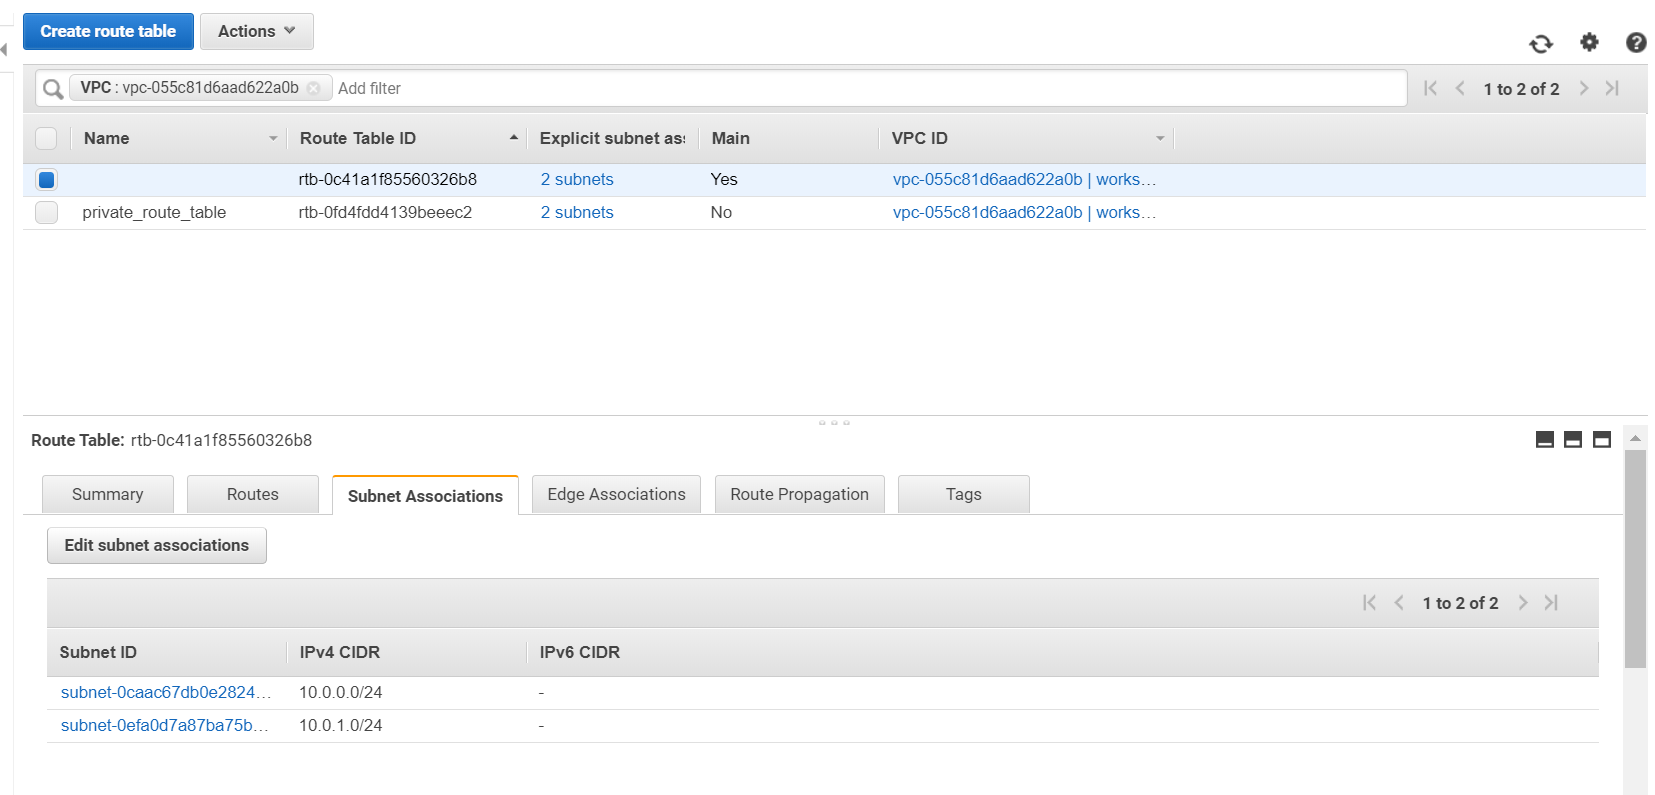 Create route table Actions
VPC : vpc-055c81d6aad622a0b Add filter 1 to 2 of 2
Name Route Table ID Explicit subnet as Main VPC ID
rtb-0c41a1f85560326b8 2 subnets Yes vpc-055c81d6aad622a0b | works…
private_route_table rtb-0fd4fdd4139beeec2 2 subnets No vpc-055c81d6aad622a0b | works…
Route Table: rtb-0c41a1f85560326b8
Summary Routes Subnet Associations Edge Associations Route Propagation Tags
Edit subnet associations
1 to 2 of 2
Subnet ID IPv4 CIDR IPv6 CIDR
subnet-0caac67db0e2824… 10.0.0.0/24 -
subnet-0efa0d7a87ba75b… 10.0.1.0/24 -